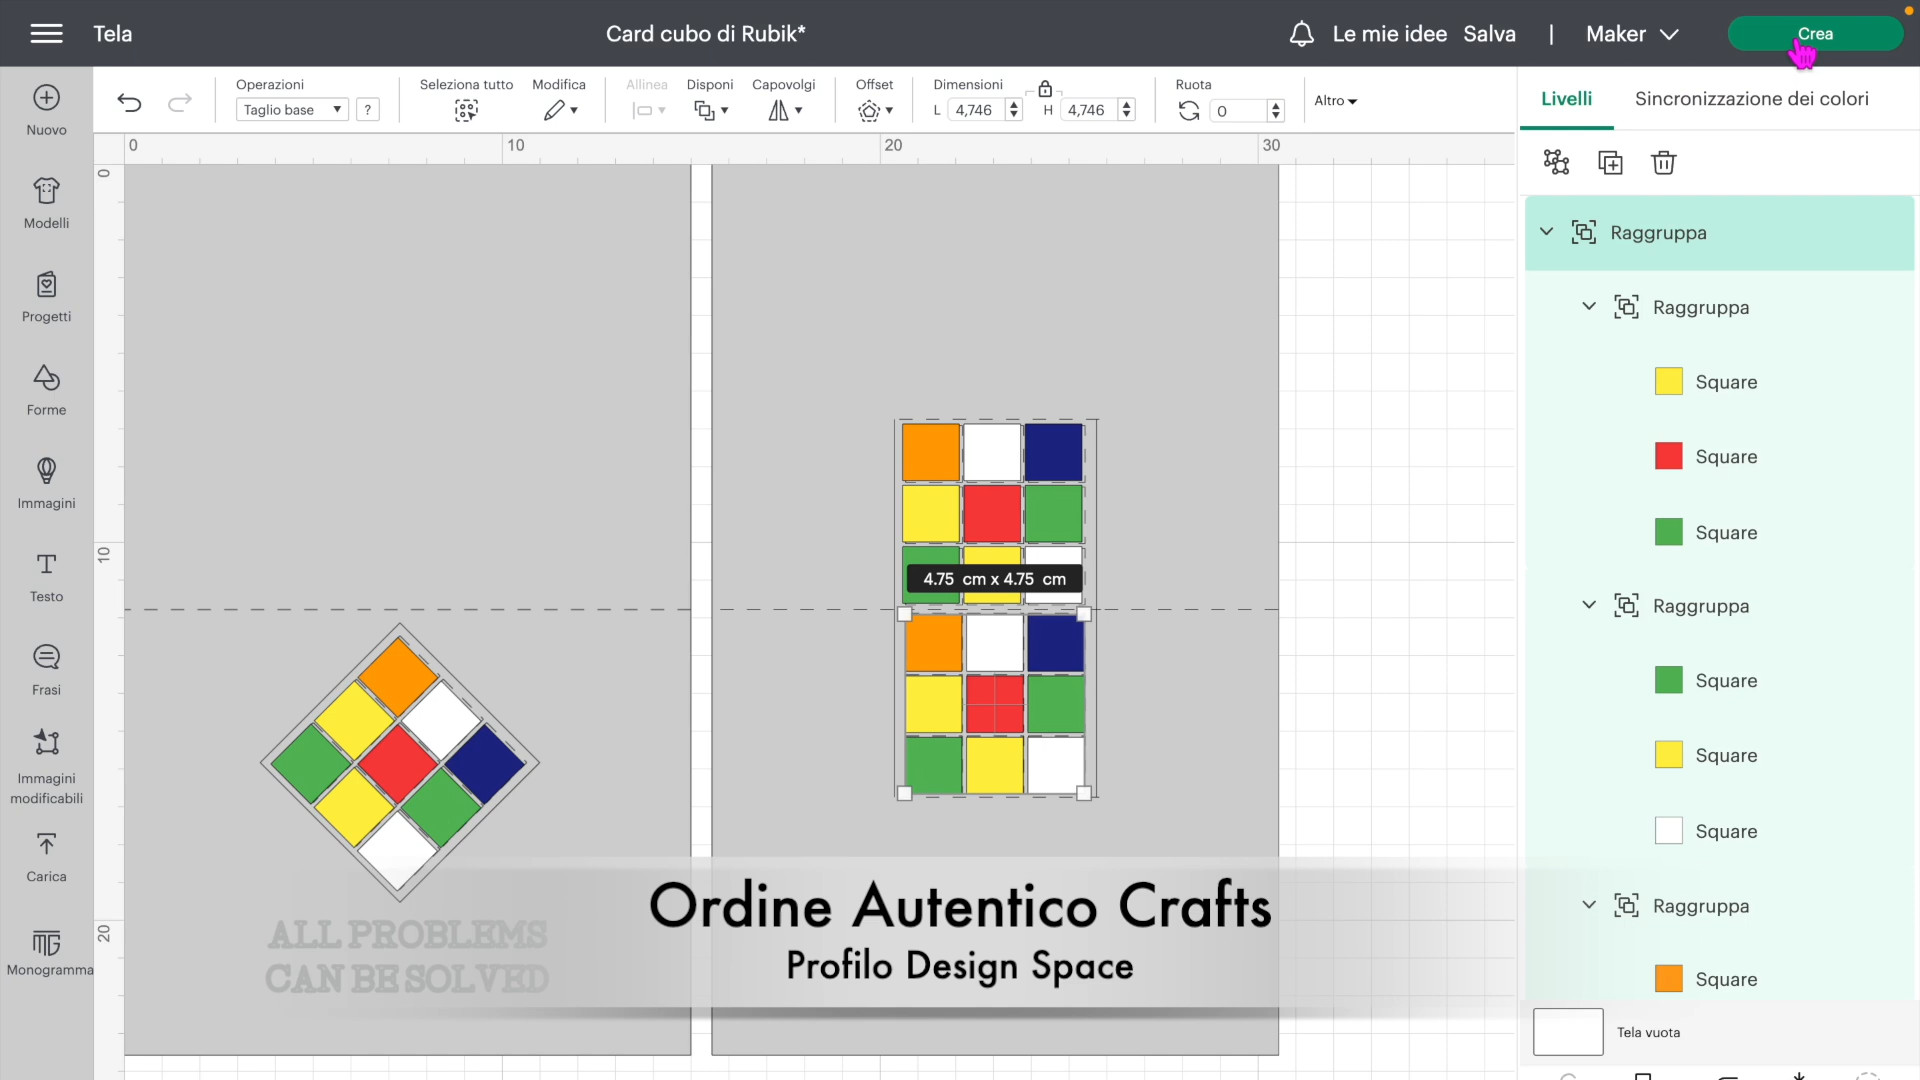 Tela
Card cubo di Rubik*
Le mie idee Salva | Maker
Crea
Operazioni
Taglio base
?
Seleziona tutto
Modifica
Allinea
Disponi
Capovolgi
Offset
Dimensioni
L 4,746
H 4,746
Ruota
0
Altro
Livelli
Sincronizzazione dei colori
Nuovo
Modelli
Progetti
Forme
Immagini
Testo
Frasi
Immagini
modificabili
Carica
Monogramma
0
10
20
30
0
10
20
4.75 cm x 4.75 cm
ALL PROBLEMS
CAN BE SOLVED
Ordine Autentico Crafts
Profilo Design Space
Raggruppa
Raggruppa
Square
Square
Square
Raggruppa
Square
Square
Square
Raggruppa
Square
Tela vuota